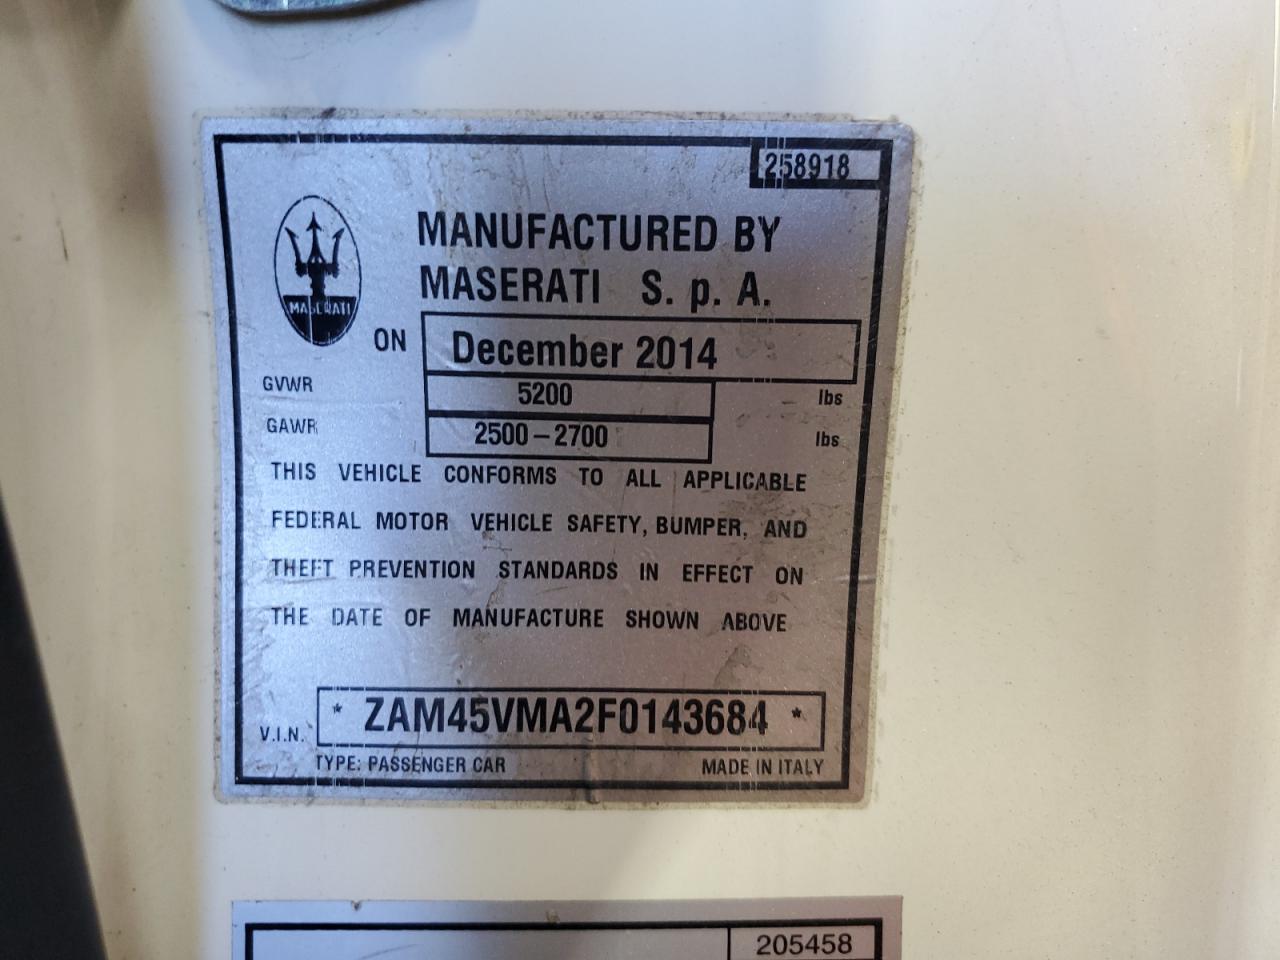 258918
MANUFACTURED BY
MASERATI S. p. A.
MASERATI
ON December 2014
GVWR 5200 lbs
GAWR 2500-2700 lbs
THIS VEHICLE CONFORMS TO ALL APPLICABLE
FEDERAL MOTOR VEHICLE SAFETY, BUMPER, AND
THEFT PREVENTION STANDARDS IN EFFECT ON
THE DATE OF MANUFACTURE SHOWN ABOVE
V.I.N. * ZAM45VMA2F0143684 *
TYPE: PASSENGER CAR MADE IN ITALY
205458